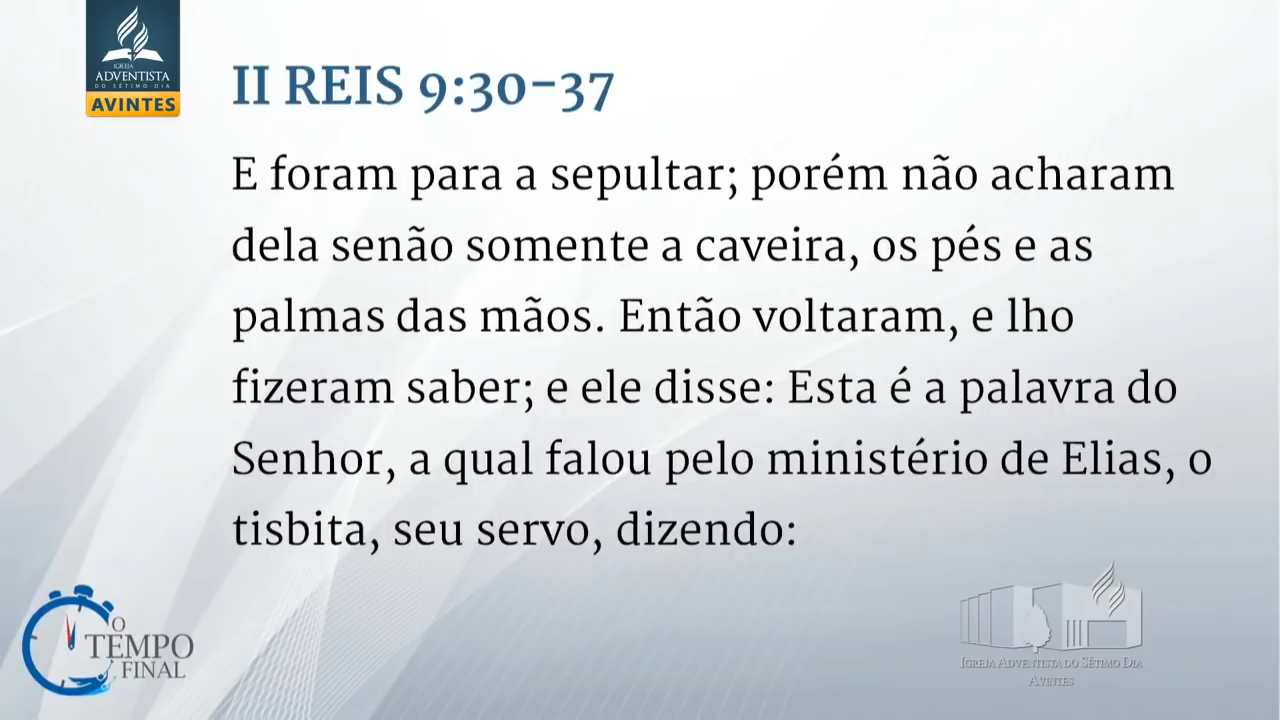 IGREJA
ADVENTISTA
DO SÉTIMO DIA
AVINTES
II REIS 9:30-37
E foram para a sepultar; porém não acharam
dela senão somente a caveira, os pés e as
palmas das mãos. Então voltaram, e lho
fizeram saber; e ele disse: Esta é a palavra do
Senhor, a qual falou pelo ministério de Elias, o
tisbita, seu servo, dizendo:
O
TEMPO
FINAL
IGREJA ADVENTISTA DO SÉTIMO DIA
AVINTES